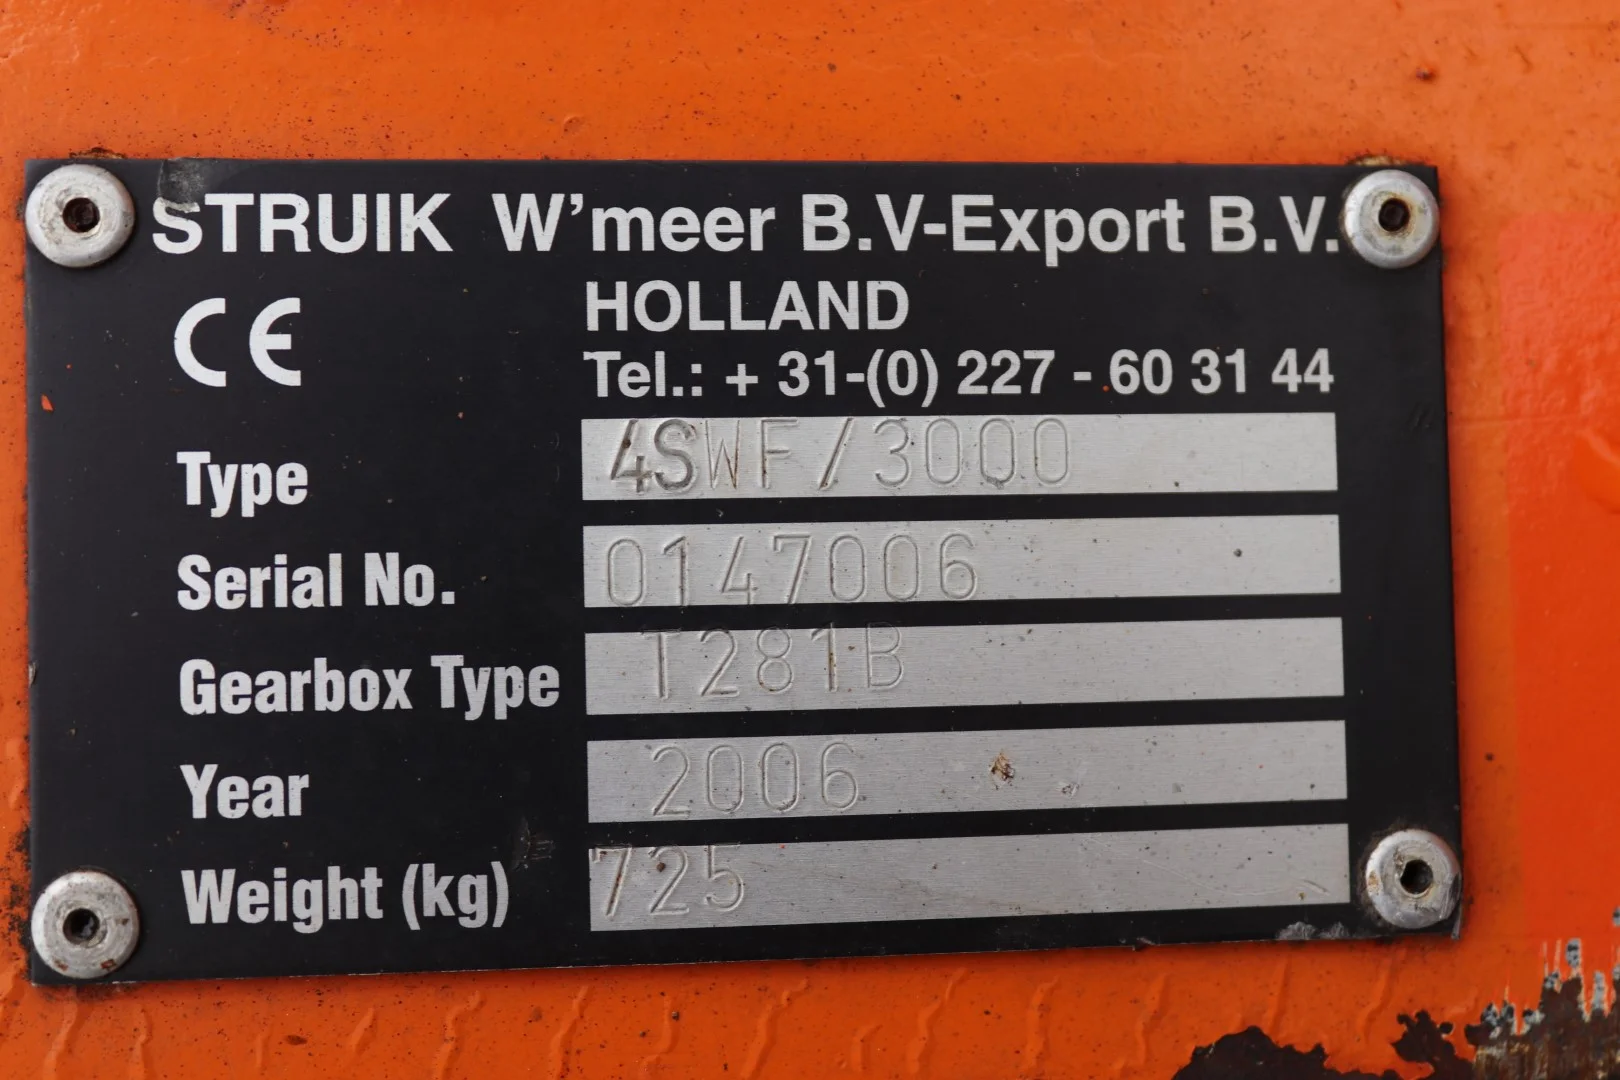 STRUIK W'meer B.V-Export B.V.
CE HOLLAND
Tel.: + 31-(0) 227 - 60 31 44
Type 4SWF/3000
Serial No. 0147006
Gearbox Type T281B
Year 2006
Weight (kg) 725